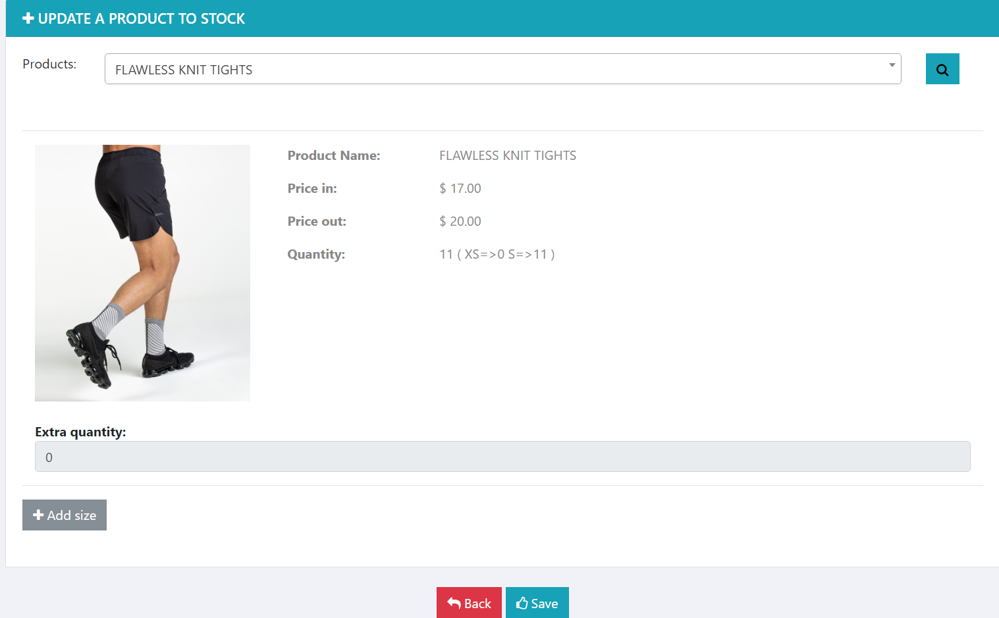 UPDATE A PRODUCT TO STOCK
Products:
FLAWLESS KNIT TIGHTS
Product Name: FLAWLESS KNIT TIGHTS
Price in: $ 17.00
Price out: $ 20.00
Quantity: 11 ( XS=>0 S=>11 )
Extra quantity:
0
Add size
Back Save